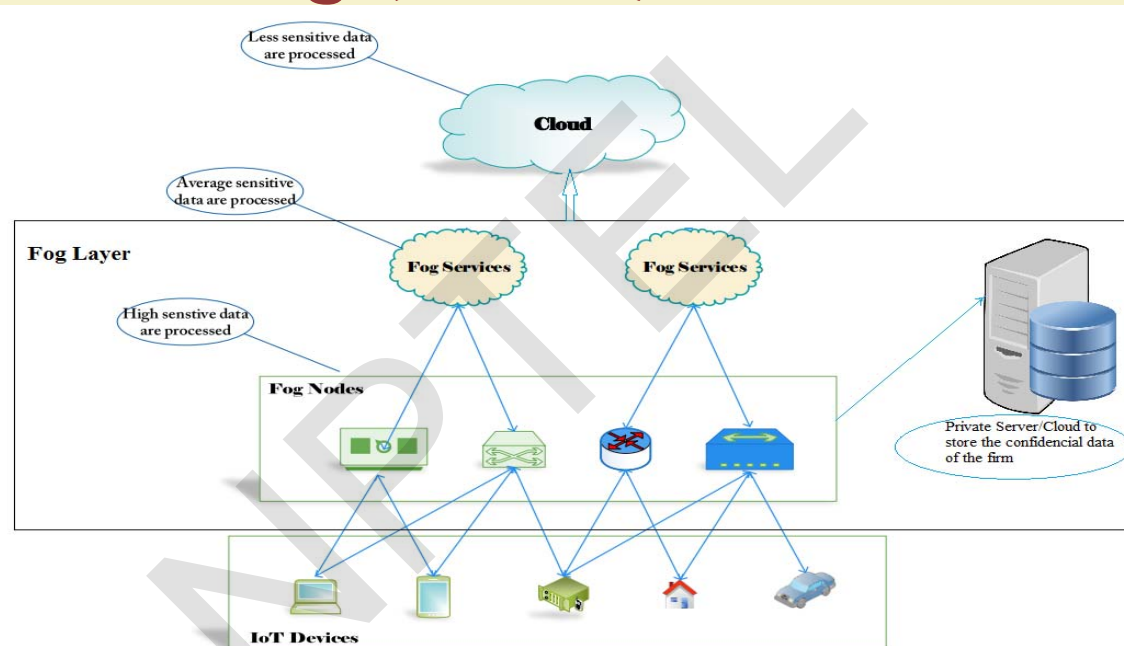 Less sensitive data
are processed
Cloud
Average sensitive
data are processed
Fog Layer
Fog Services
Fog Services
High senstive data
are processed
Fog Nodes
Private Server/Cloud to
store the confidencial data
of the firm
IoT Devices
NPTEL